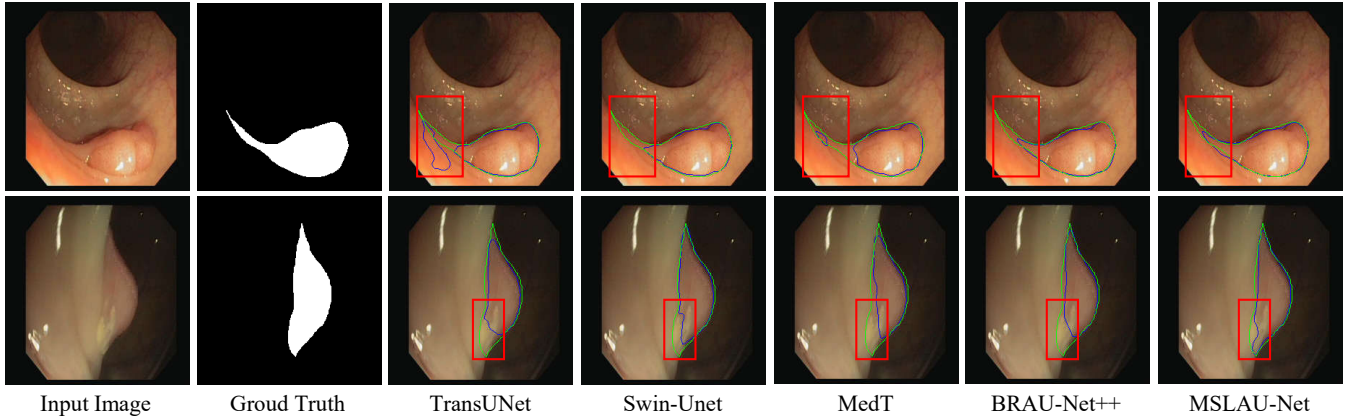 Input Image
Groud Truth
TransUNet
Swin-Unet
MedT
BRAU-Net++
MSLAU-Net